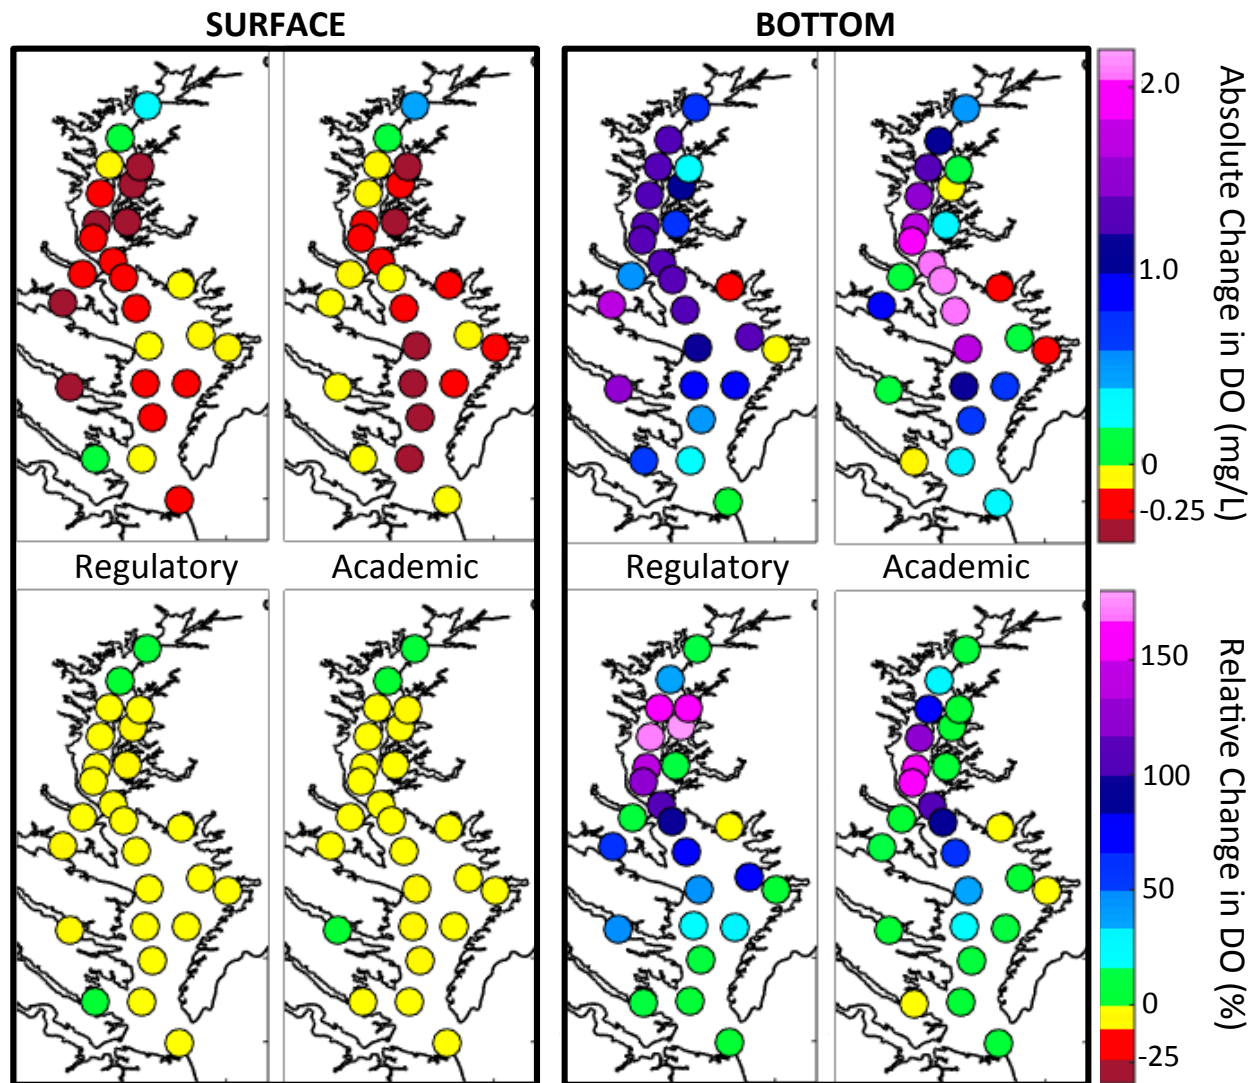 SURFACE
BOTTOM
2.0
1.0
0
-0.25
Absolute Change in DO (mg/L)
Regulatory
Academic
Regulatory
Academic
150
100
50
0
-25
Relative Change in DO (%)